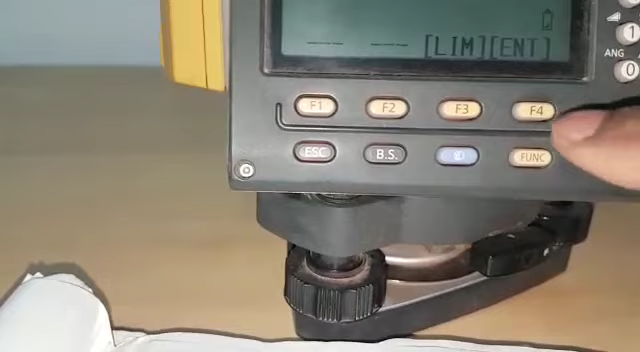 [LIM][ENT]
1
ANG
0
F1 F2 F3 F4
ESC B.S. FUNC